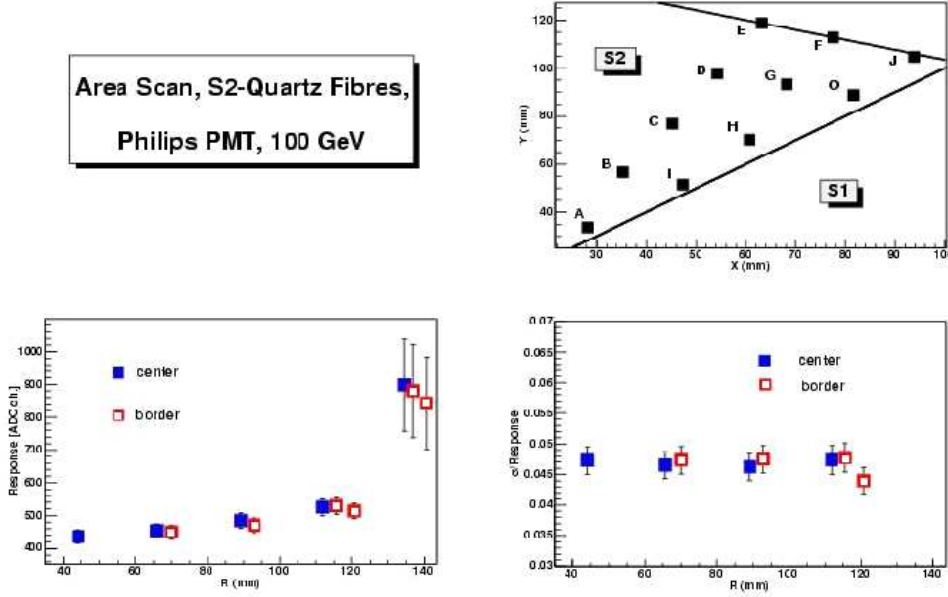 Area Scan, S2-Quartz Fibres,
Philips PMT, 100 GeV
Y (mm)
120
100
80
60
40
S2
S1
E
F
J
D
G
O
C
H
B
I
A
30 40 50 60 70 80 90 100
X (mm)
Response [ADC ch.]
1000
900
800
700
600
500
400
center
border
40 60 80 100 120 140
R (mm)
σ/Response
0.07
0.065
0.06
0.055
0.05
0.045
0.04
0.035
0.03
center
border
40 60 80 100 120 140
R (mm)